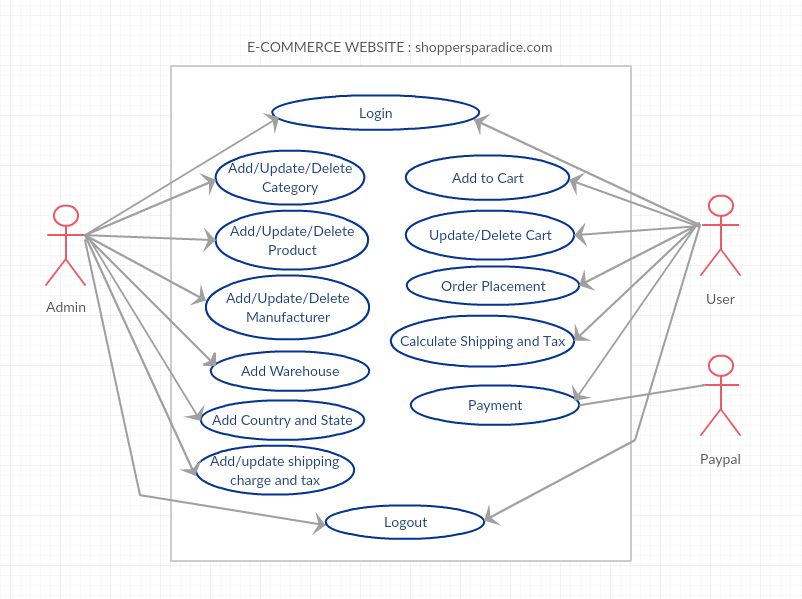 E-COMMERCE WEBSITE : shoppersparadice.com
Login
Add/Update/Delete
Category
Add to Cart
Add/Update/Delete
Product
Update/Delete Cart
Order Placement
Add/Update/Delete
Manufacturer
Calculate Shipping and Tax
Add Warehouse
Payment
Add Country and State
Add/update shipping
charge and tax
Logout
Admin
User
Paypal